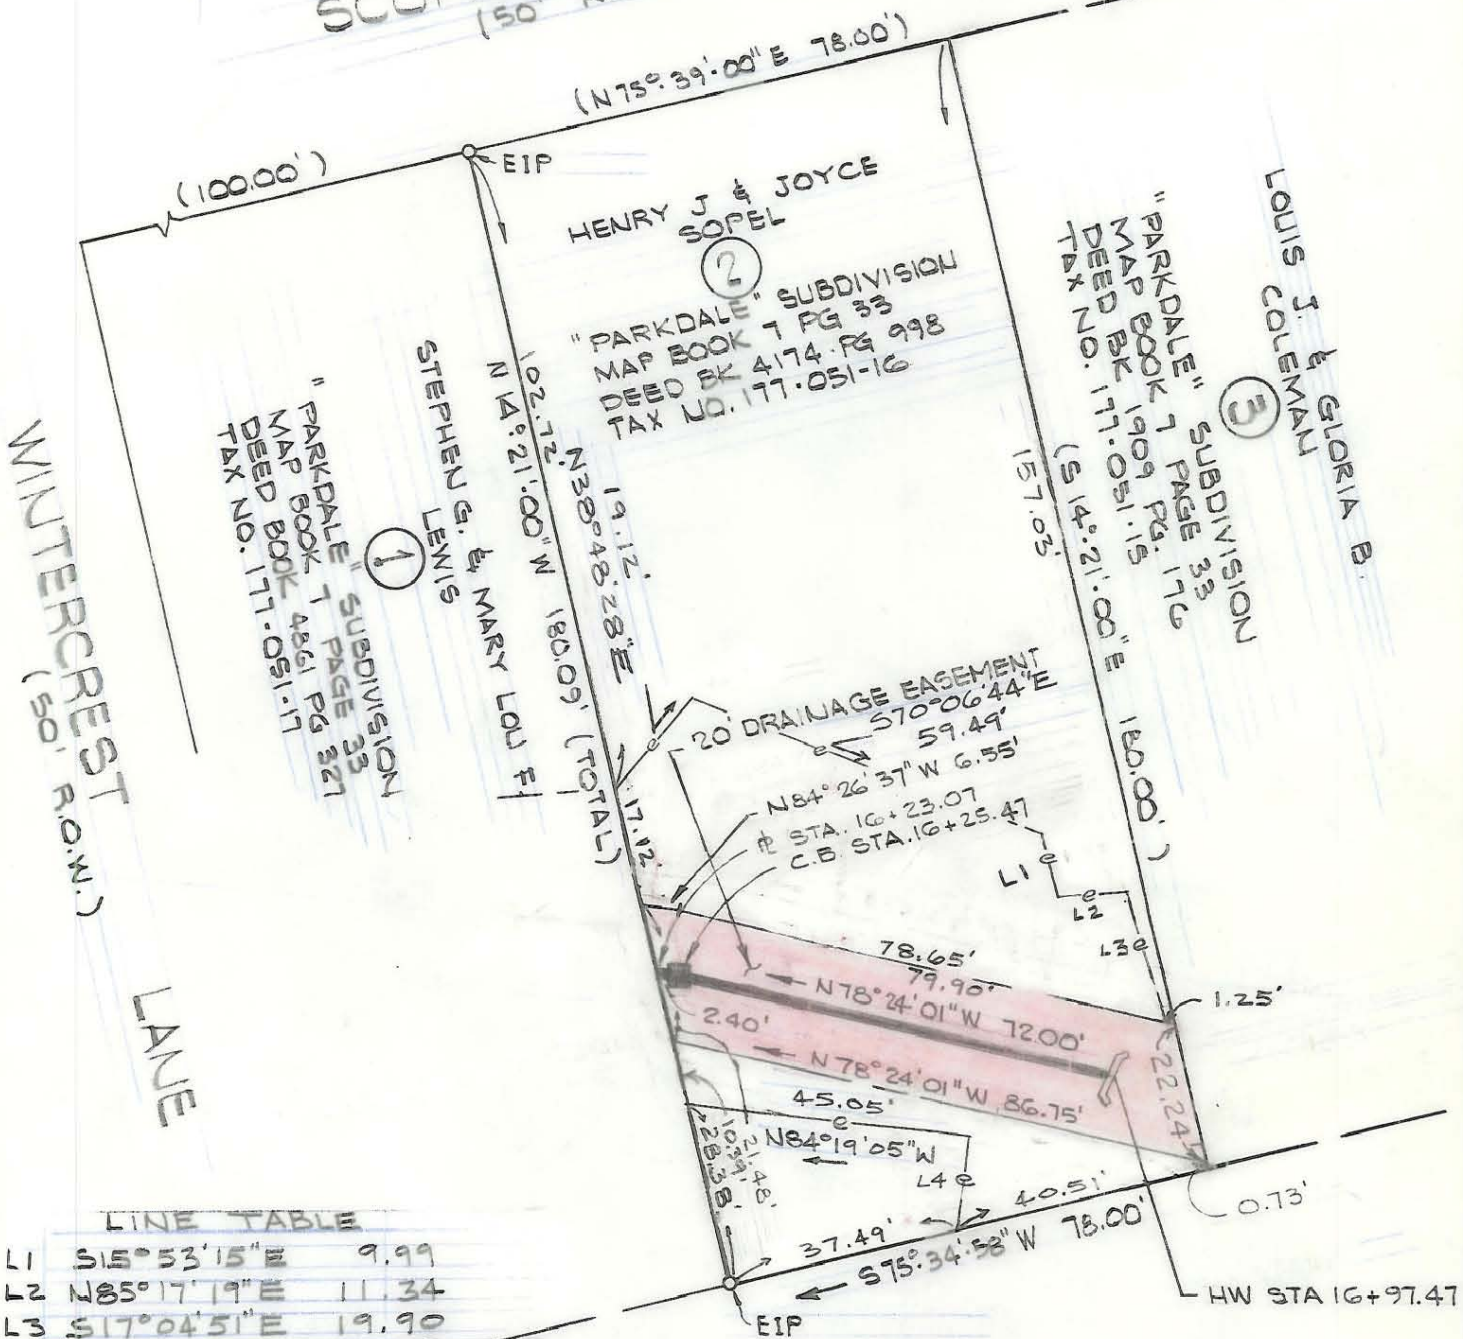 (50'
(N75°·39'·00"E 78.00')
(100.00')
EIP
HENRY J & JOYCE
SOPEL
2
"PARKDALE" SUBDIVISION
MAP BOOK 7 PG 33
DEED BK 4174·PG 998
TAX NO. 177·051-16
LOUIS J. & GLORIA B.
COLEMAN
3
"PARKDALE" SUBDIVISION
MAP BOOK 7 PAGE 33
DEED BK 1909 PG. 176
TAX NO. 177·051·15
(S 14°·21'·00"E 180.00')
157.03'
102.72'
N 14°·21'·00"W 180.09' (TOTAL)
19.12'
N38°48'28"E
STEPHEN G. & MARY LOU F.
LEWIS
1
"PARKDALE" SUBDIVISION
MAP BOOK 7 PAGE 33
DEED BOOK 4861 PG 327
TAX NO. 177·051-17
WINTERCREST LANE
(50' R.O.W.)
20' DRAINAGE EASEMENT
S70°06'44"E
59.49'
N84°26'37"W 6.55'
℄ STA. 16+23.07
C.B. STA. 16+25.47
17.12'
L1
L2
L3
e
e
e
e
78.65'
79.90'
N78°24'01"W 72.00'
1.25'
2.40'
N78°24'01"W 86.75'
22.24'
45.05'
e
N84°19'05"W
21.48'
10.39'
28.38'
L4 e
40.51'
0.73'
37.49'
S75°·34'·58"W 78.00'
HW STA 16+97.47
EIP
LINE TABLE
L1 S15°53'15"E 9.99
L2 N85°17'19"E 11.34
L3 S17°04'51"E 19.90